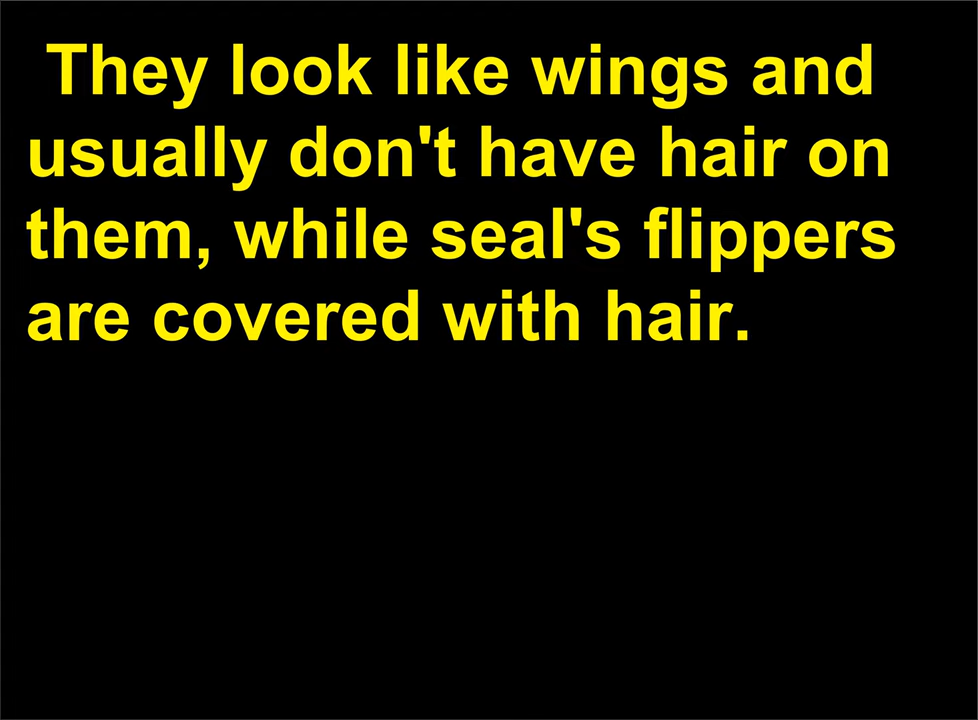 They look like wings and
usually don't have hair on
them, while seal's flippers
are covered with hair.